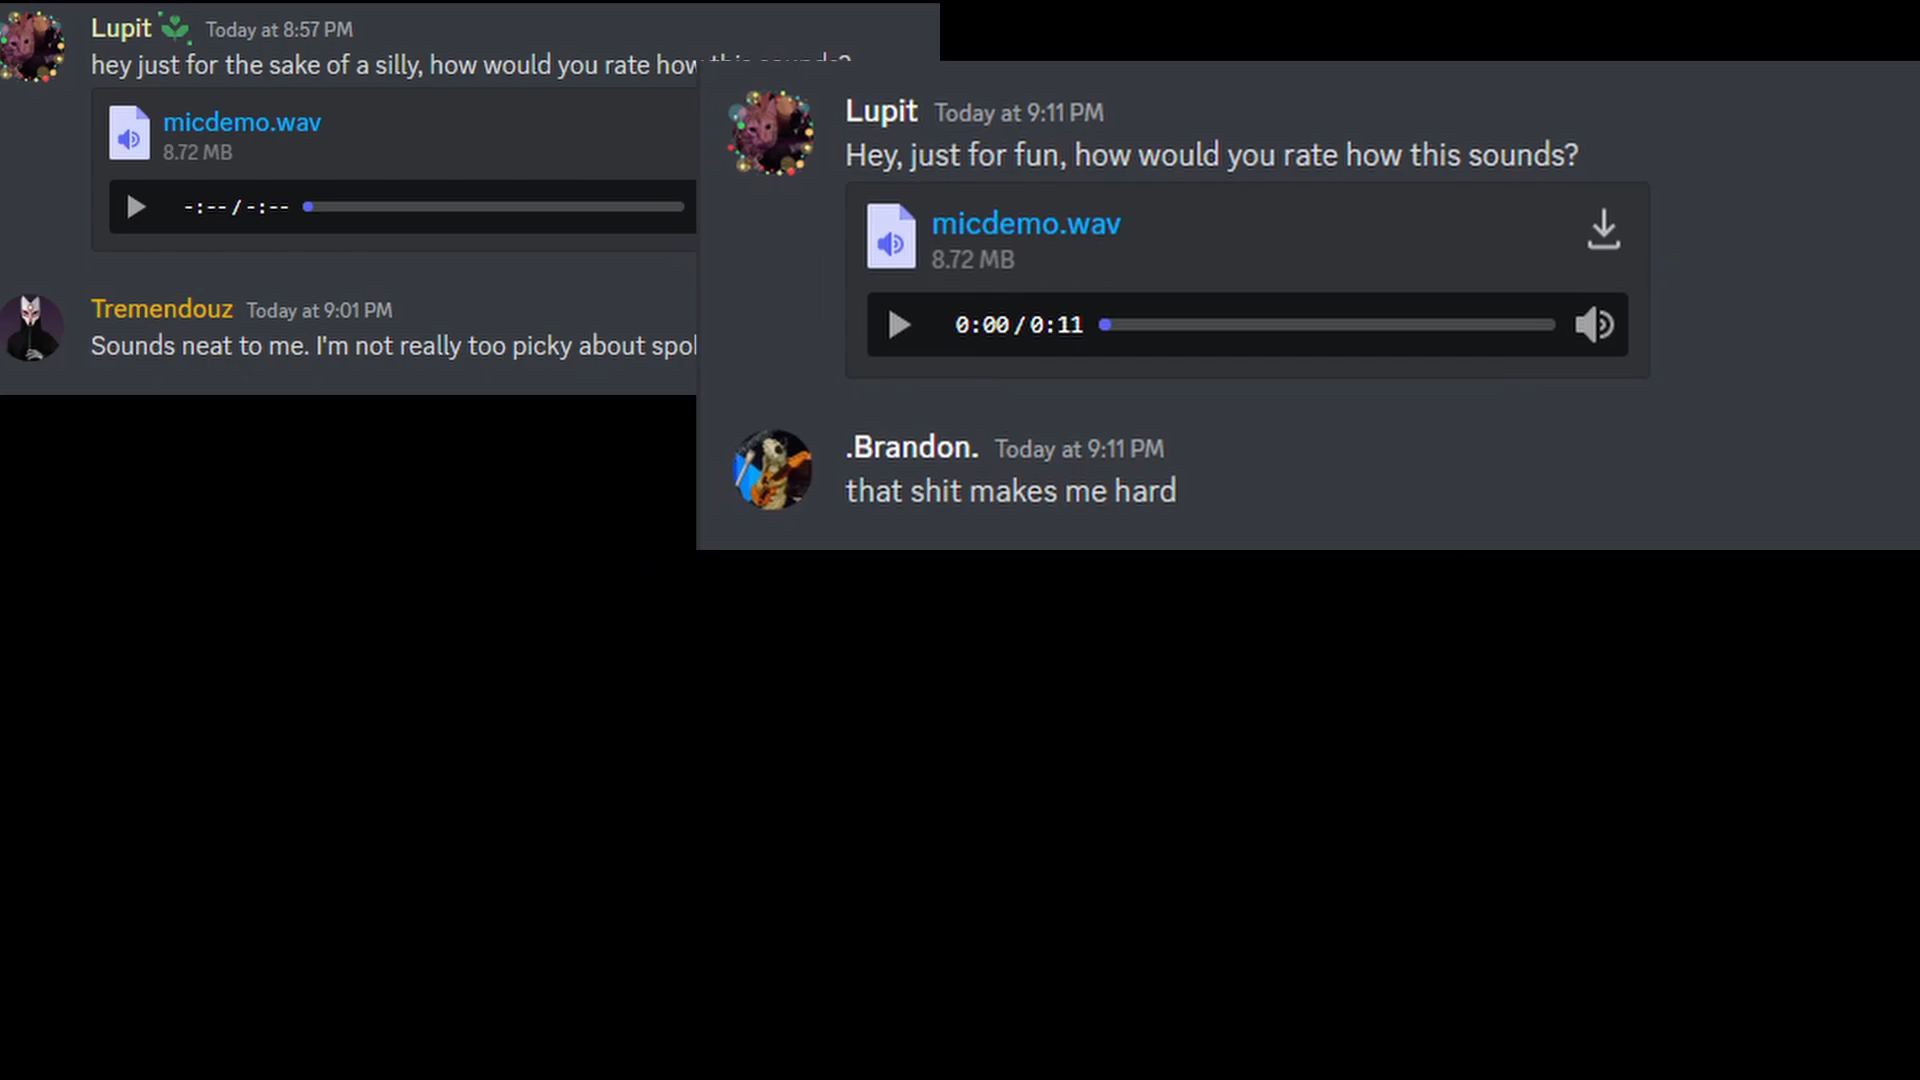 Lupit Today at 8:57 PM
hey just for the sake of a silly, how would you rate how this sounds?
micdemo.wav
8.72 MB
-:-- / -:--
Tremendouz Today at 9:01 PM
Sounds neat to me. I'm not really too picky about
Lupit Today at 9:11 PM
Hey, just for fun, how would you rate how this sounds?
micdemo.wav
8.72 MB
0:00 / 0:11
.Brandon. Today at 9:11 PM
that shit makes me hard